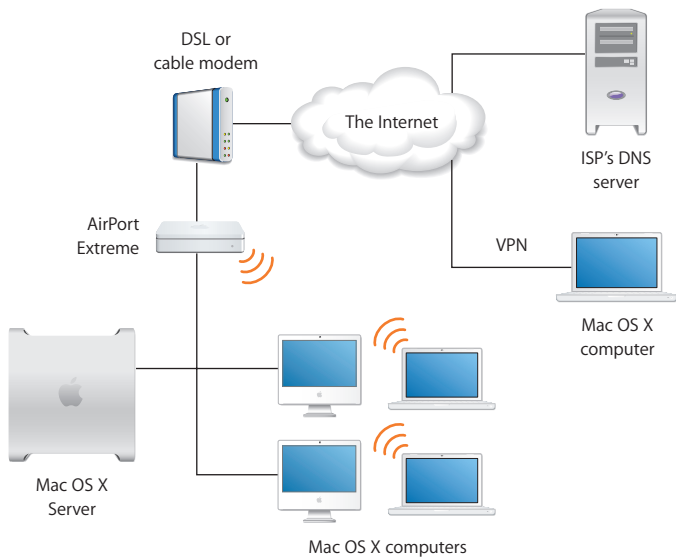 DSL or
cable modem
The Internet
ISP's DNS
server
AirPort
Extreme
VPN
Mac OS X
computer
Mac OS X
Server
Mac OS X computers